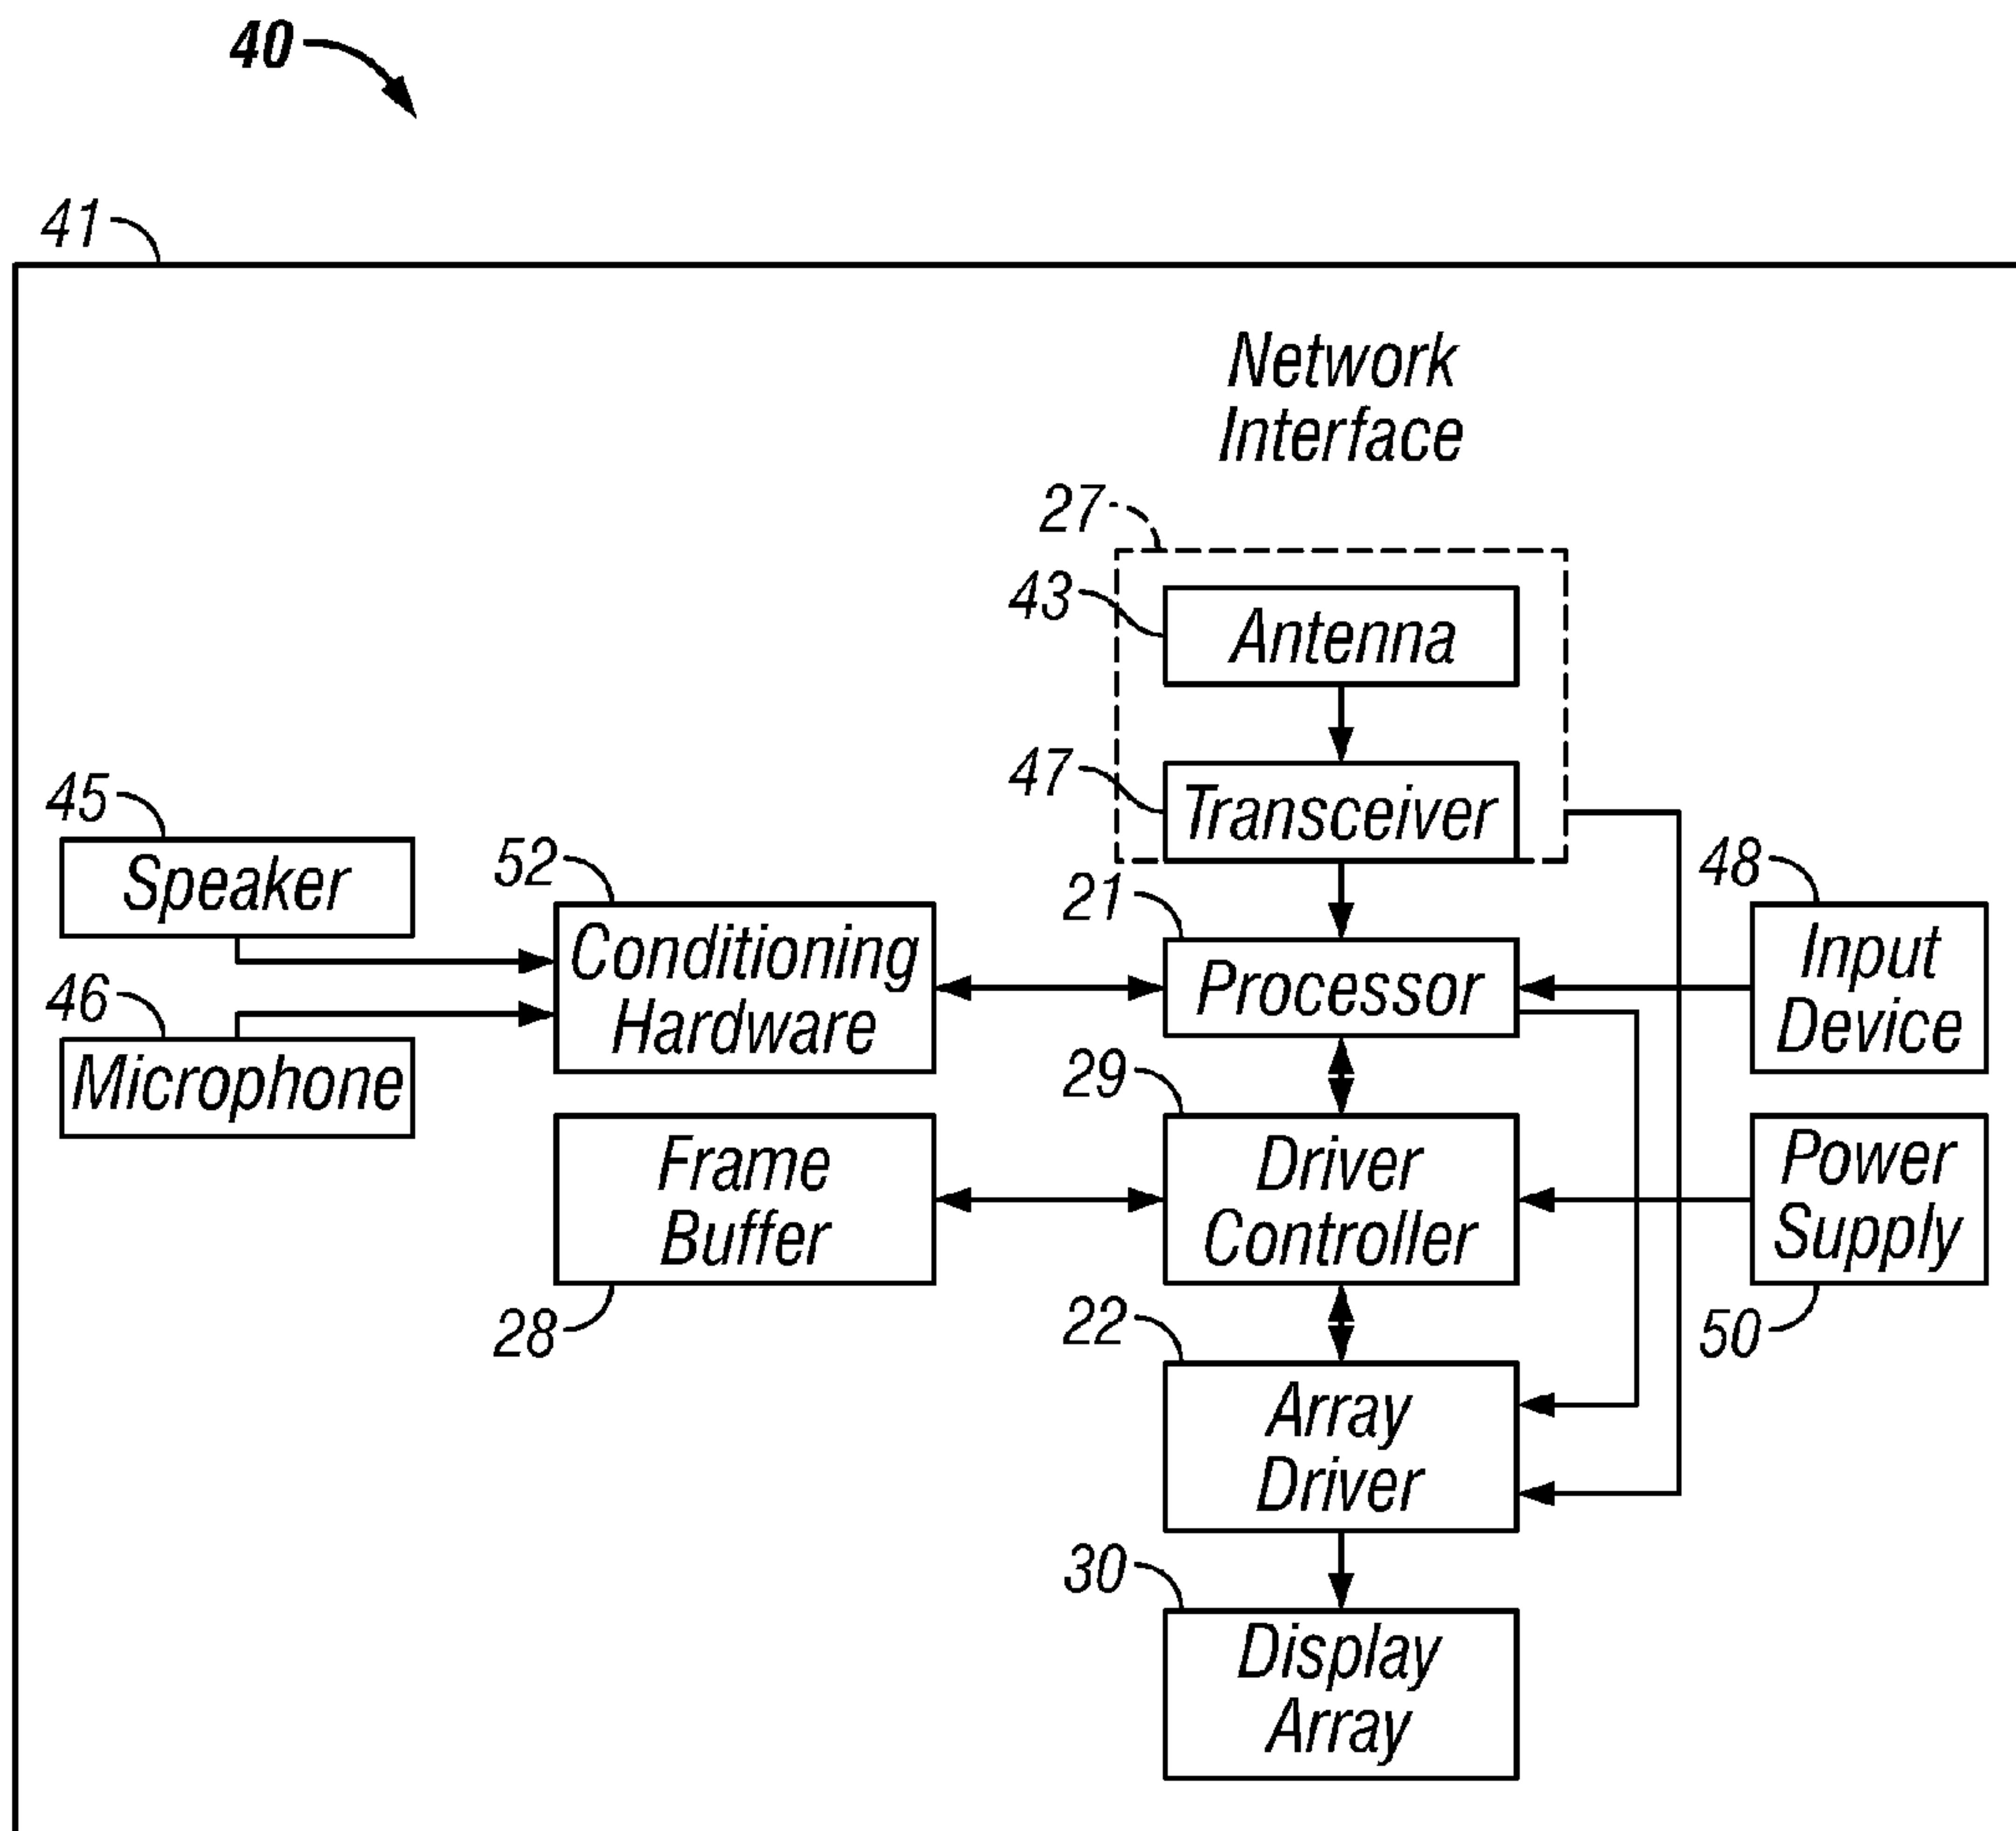 40
41
Network
Interface
27
43
Antenna
47
Transceiver
45
Speaker
52
Conditioning
Hardware
21
Processor
48
Input
Device
46
Microphone
29
Frame
Buffer
28
Driver
Controller
Power
Supply
50
22
Array
Driver
30
Display
Array